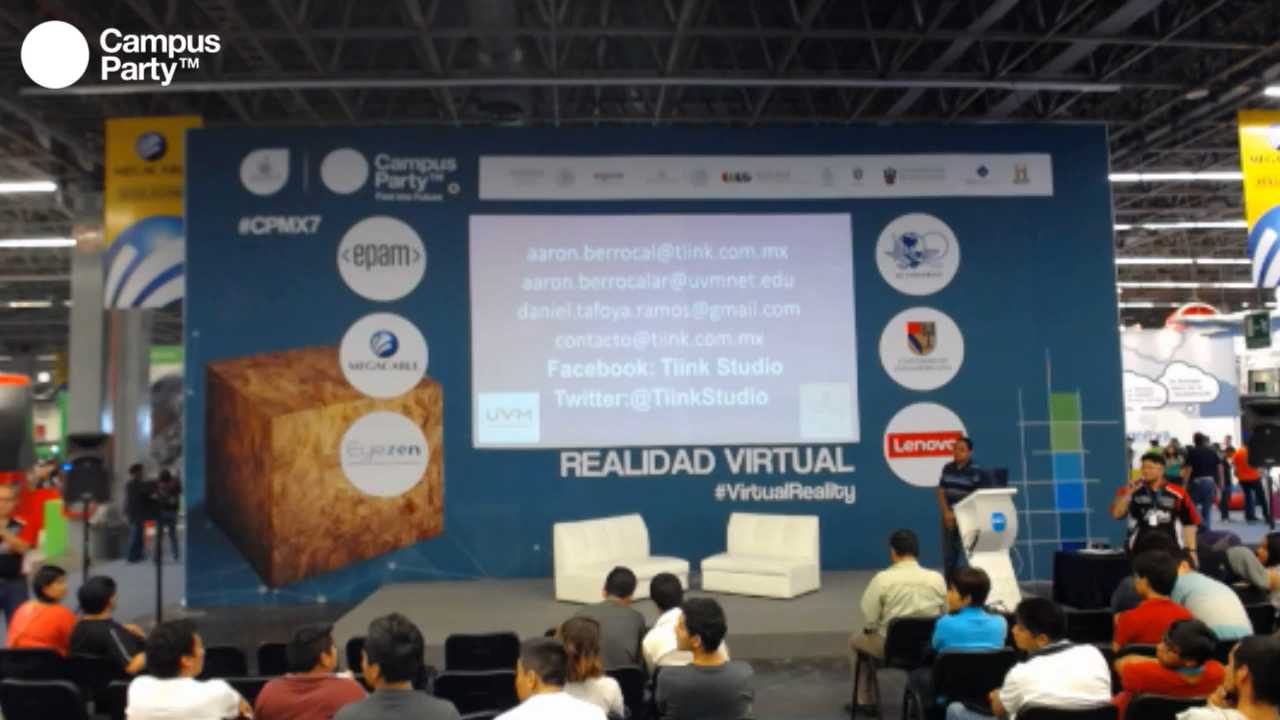 Campus
Party™
Campus
Party™
#CPMX7
<epam>
MEGACABLE
Eyezen
aaron.berrocal@tiink.com.mx
aaron.berrocalar@uvmnet.edu
daniel.tafoya.ramos@gmail.com
contacto@tiink.com.mx
Facebook: Tiink Studio
Twitter:@TiinkStudio
UVM
Lenovo
REALIDAD VIRTUAL
#VirtualReality